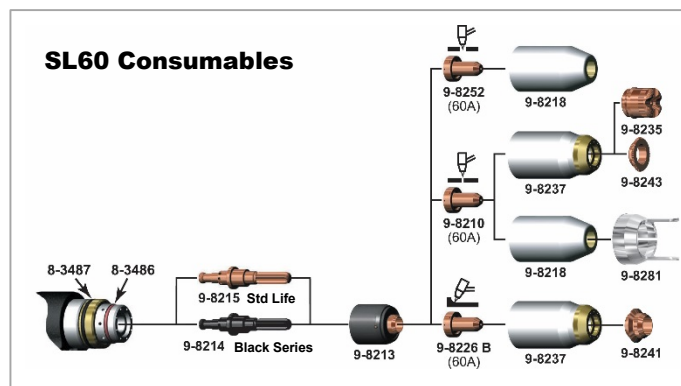 SL60 Consumables
9-8252
(60A)
9-8218
9-8235
9-8243
9-8237
9-8210
(60A)
9-8218
9-8281
8-3487
8-3486
9-8215 Std Life
9-8214 Black Series
9-8213
9-8226 B
(60A)
9-8237
9-8241